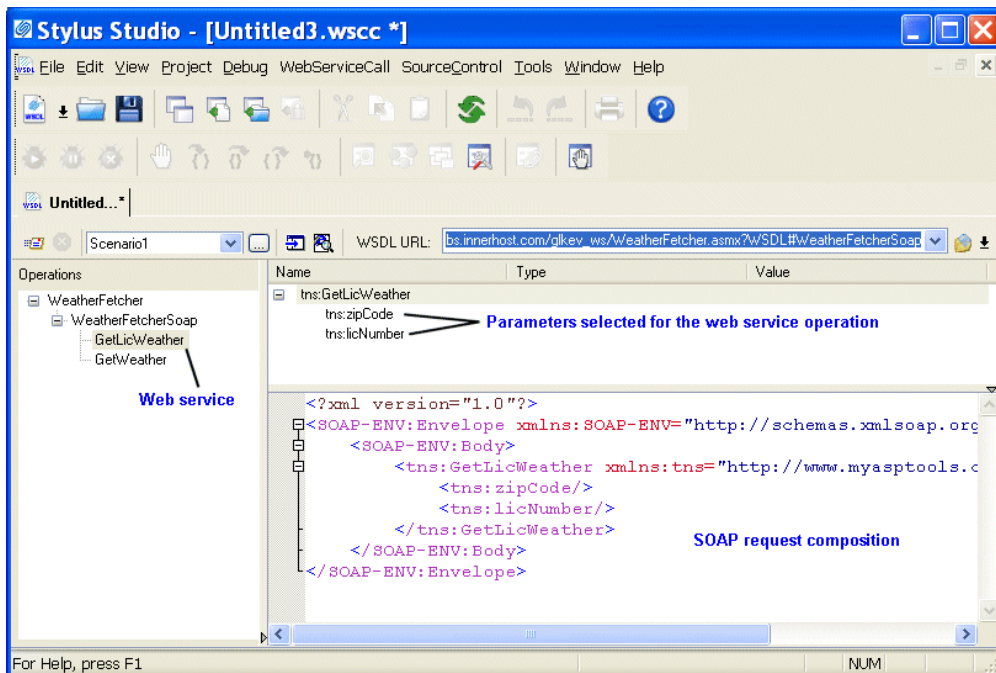 Stylus Studio - [Untitled3.wscc *]
File Edit View Project Debug WebServiceCall SourceControl Tools Window Help
Untitled...*
Scenario1 ... WSDL URL: bs.innerhost.com/glkev_ws/WeatherFetcher.asmx?WSDL#WeatherFetcherSoap
Operations
WeatherFetcher
WeatherFetcherSoap
GetLicWeather
GetWeather
Web service
Name Type Value
tns:GetLicWeather
tns:zipCode
tns:licNumber
Parameters selected for the web service operation
<?xml version="1.0"?>
<SOAP-ENV:Envelope xmlns:SOAP-ENV="http://schemas.xmlsoap.org
<SOAP-ENV:Body>
<tns:GetLicWeather xmlns:tns="http://www.myasptools.c
<tns:zipCode/>
<tns:licNumber/>
</tns:GetLicWeather>
</SOAP-ENV:Body>
</SOAP-ENV:Envelope>
SOAP request composition
For Help, press F1
NUM